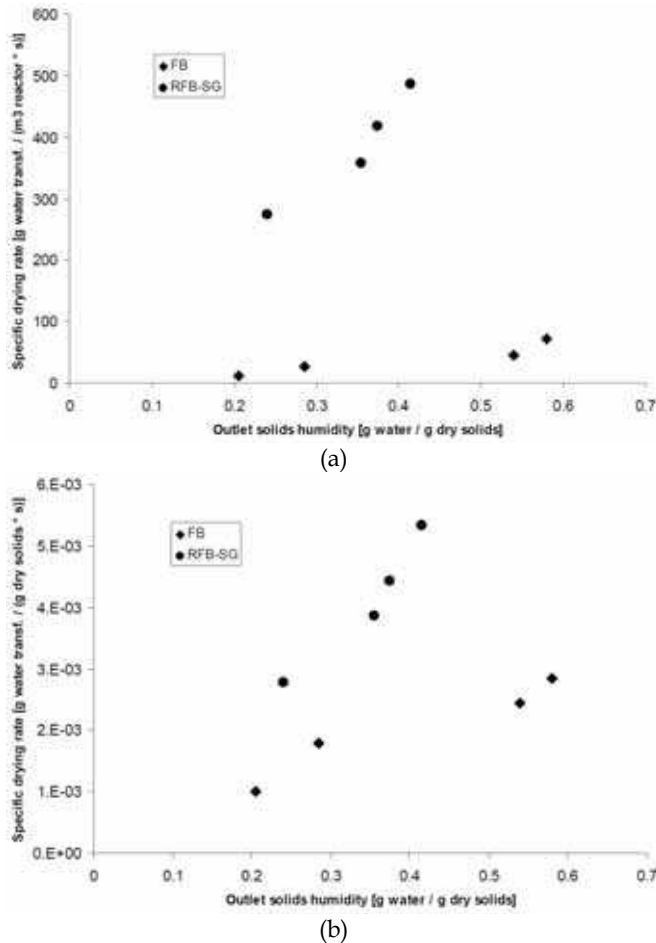 600
500
400
300
200
100
0
Specific drying rate [g water transf. / (m3 reactor * s)]
FB
RFB-SG
0 0.1 0.2 0.3 0.4 0.5 0.6 0.7
Outlet solids humidity [g water / g dry solids]
(a)
6.E-03
5.E-03
4.E-03
3.E-03
2.E-03
1.E-03
0.E+00
Specific drying rate [g water transf. / (g dry solids * s)]
FB
RFB-SG
0 0.1 0.2 0.3 0.4 0.5 0.6 0.7
Outlet solids humidity [g water / g dry solids]
(b)